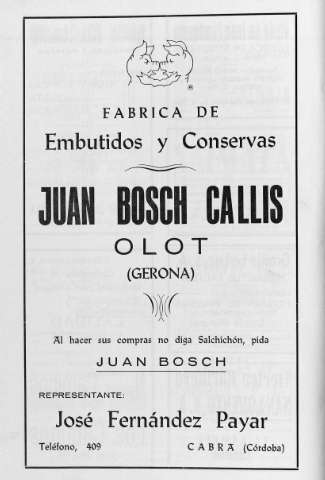 ®
FABRICA DE
Embutidos y Conservas
JUAN BOSCH CALLIS
OLOT
(GERONA)
Al hacer sus compras no diga Salchichón, pida
JUAN BOSCH
REPRESENTANTE:
José Fernández Payar
Teléfono, 409 CABRA (Córdoba)